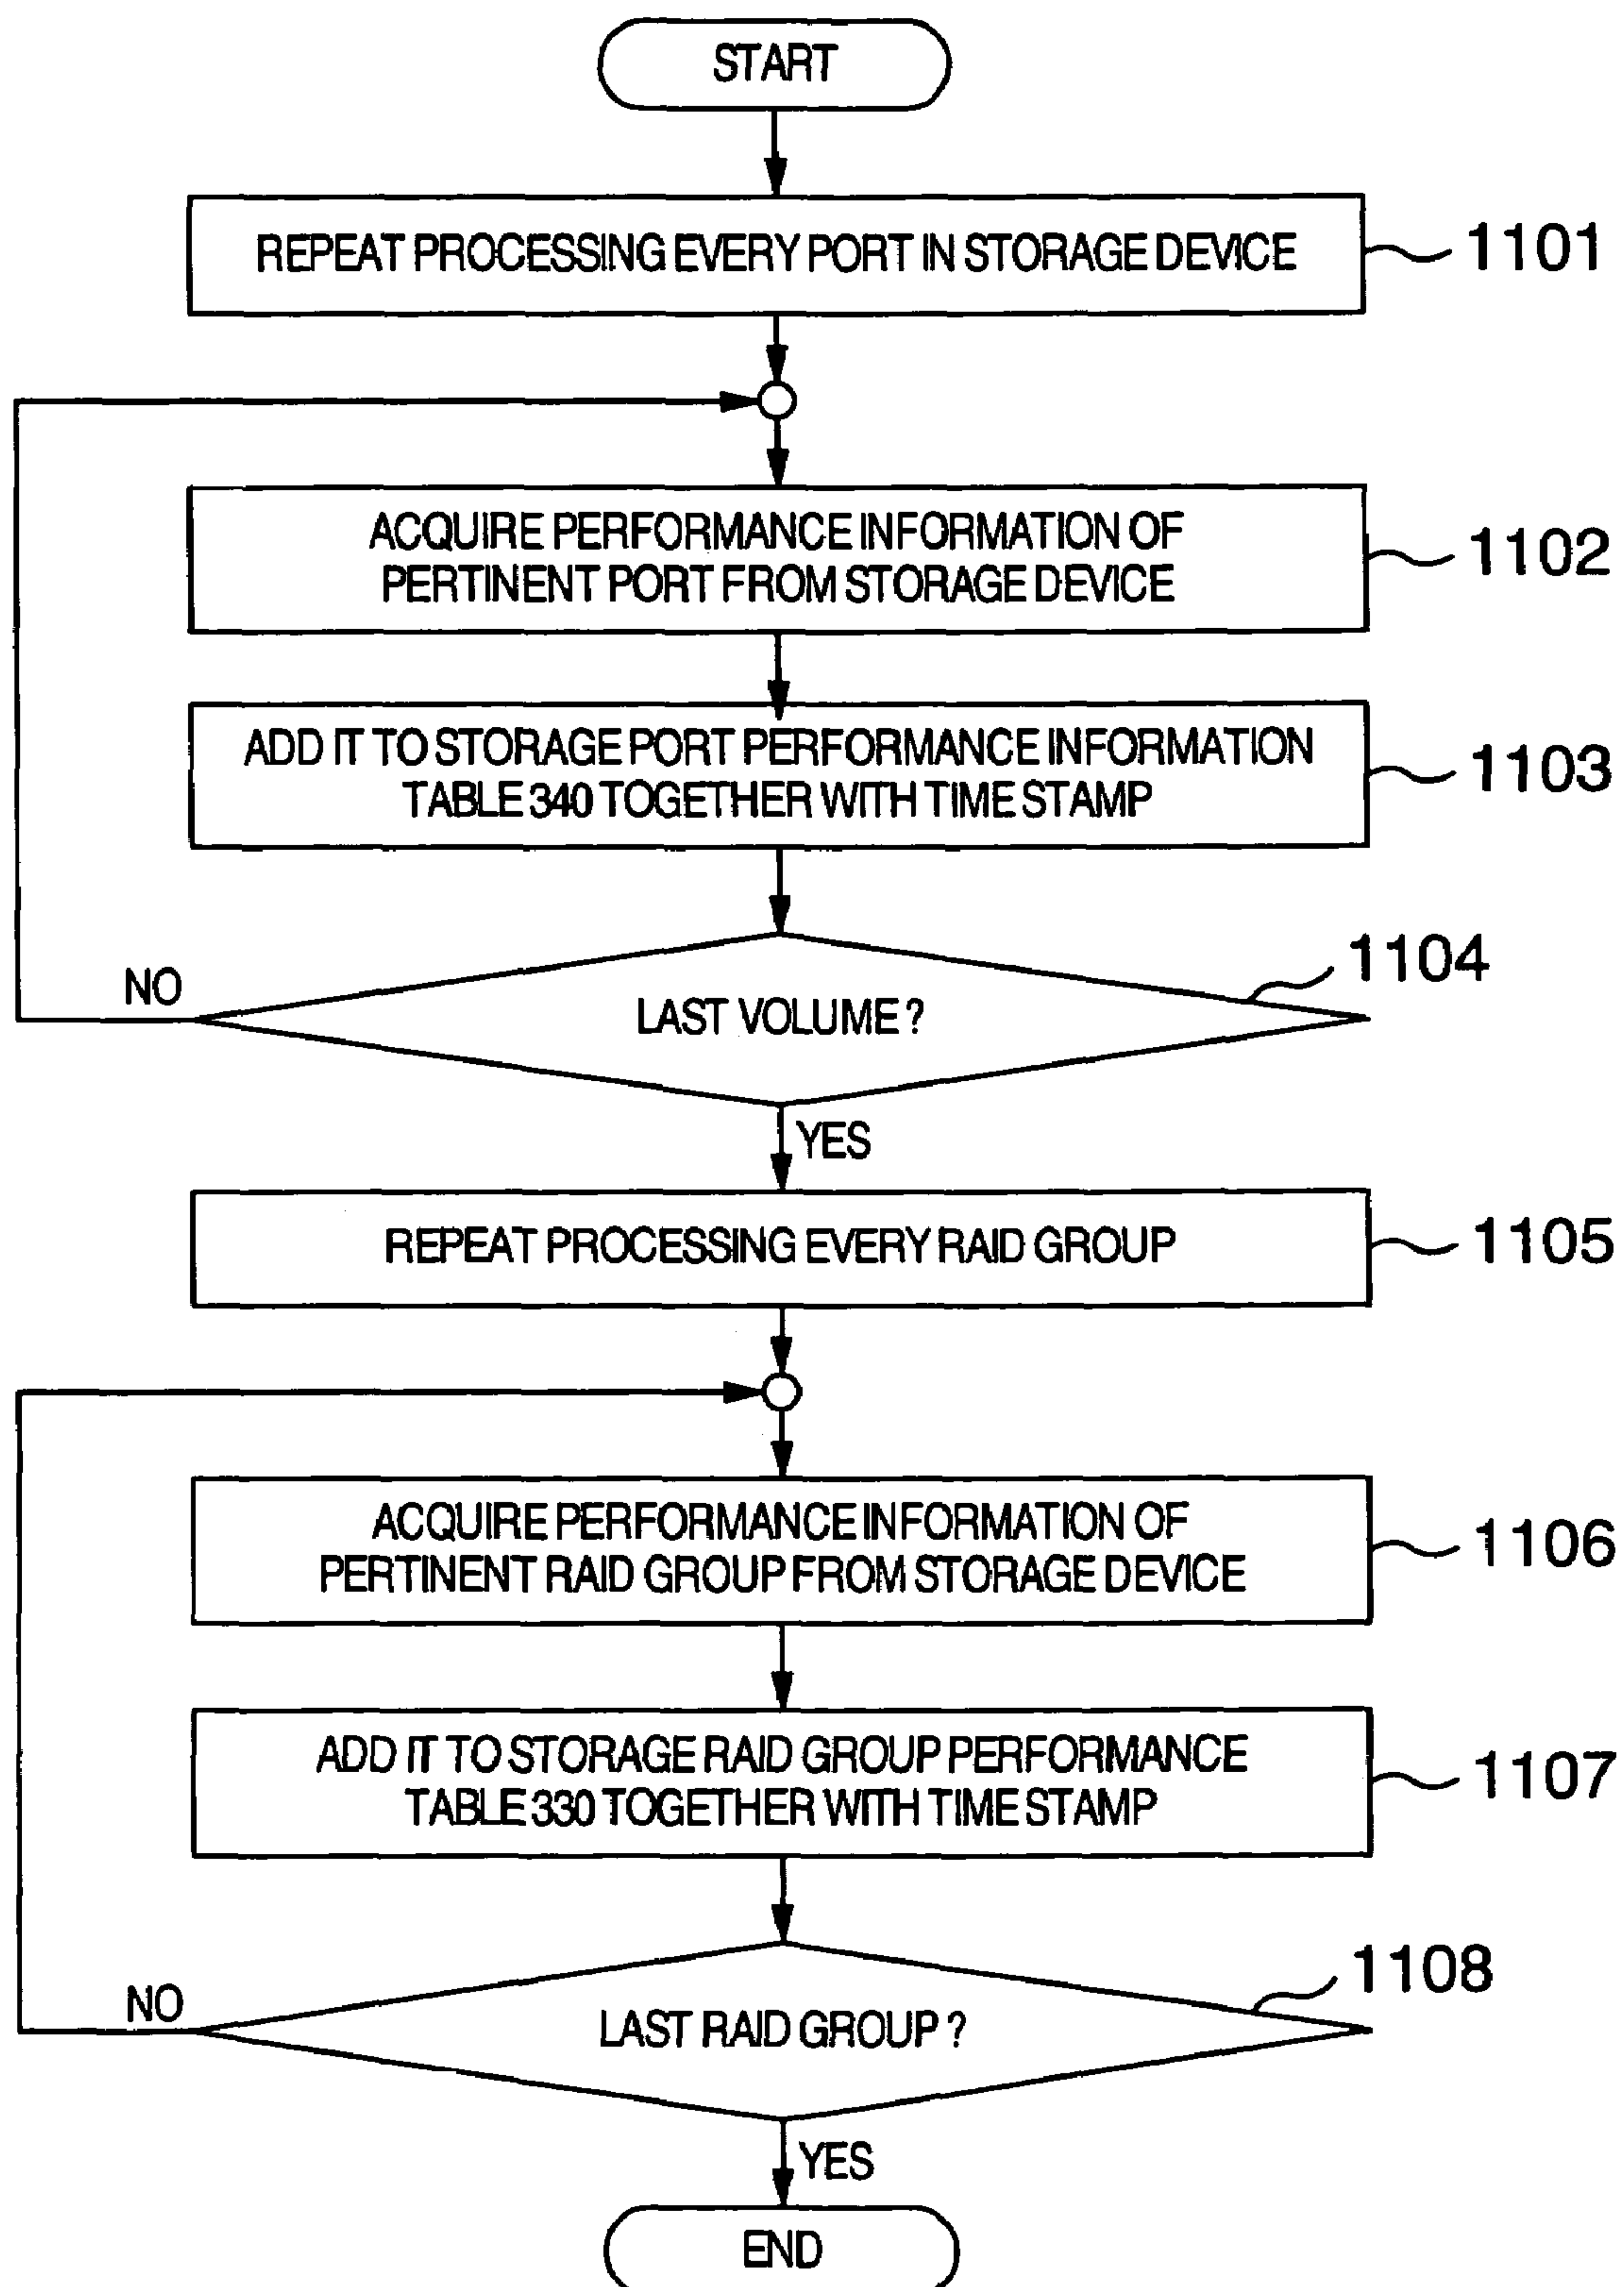 START
REPEAT PROCESSING EVERY PORT IN STORAGE DEVICE
1101
ACQUIRE PERFORMANCE INFORMATION OF
PERTINENT PORT FROM STORAGE DEVICE
1102
ADD IT TO STORAGE PORT PERFORMANCE INFORMATION
TABLE 340 TOGETHER WITH TIME STAMP
1103
1104
NO
LAST VOLUME ?
YES
REPEAT PROCESSING EVERY RAID GROUP
1105
ACQUIRE PERFORMANCE INFORMATION OF
PERTINENT RAID GROUP FROM STORAGE DEVICE
1106
ADD IT TO STORAGE RAID GROUP PERFORMANCE
TABLE 330 TOGETHER WITH TIME STAMP
1107
1108
NO
LAST RAID GROUP ?
YES
END